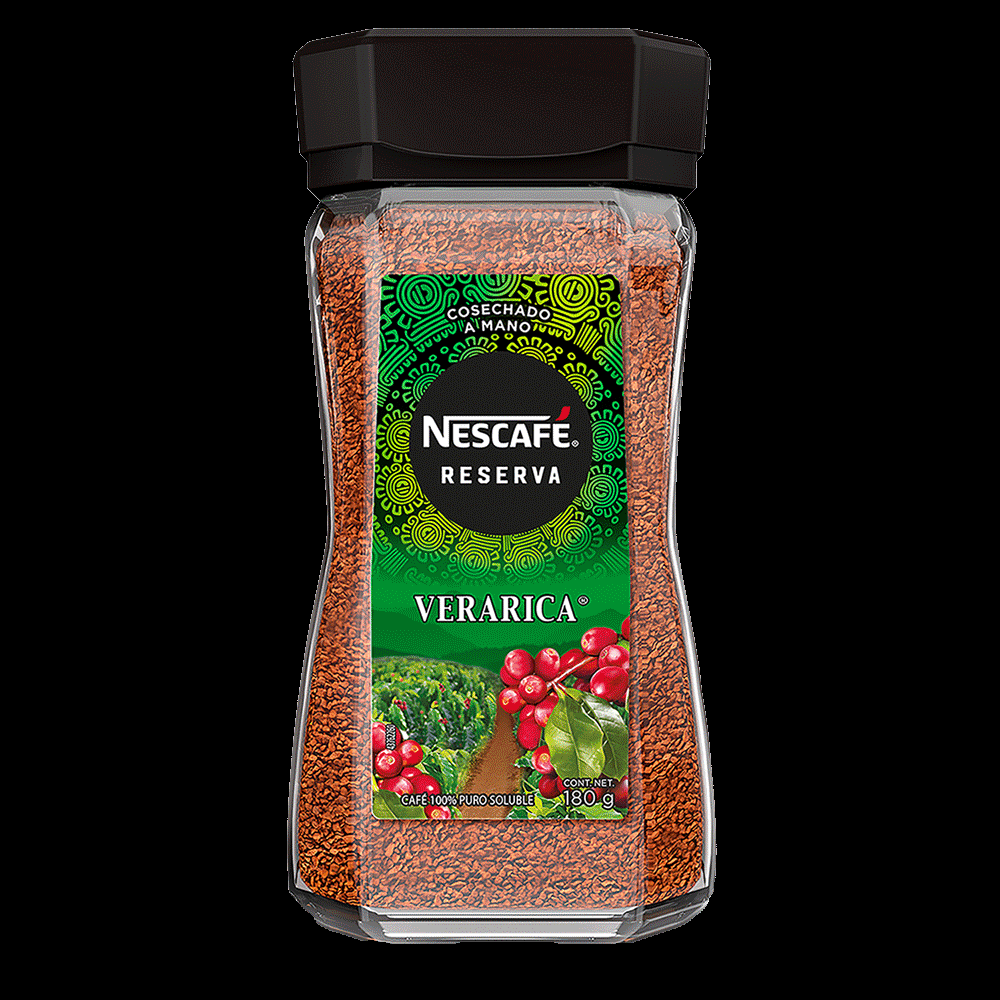 COSECHADO
A MANO
NESCAFÉ®
RESERVA
VERARICA®
CONT. NET.
CAFÉ 100% PURO SOLUBLE 180 g